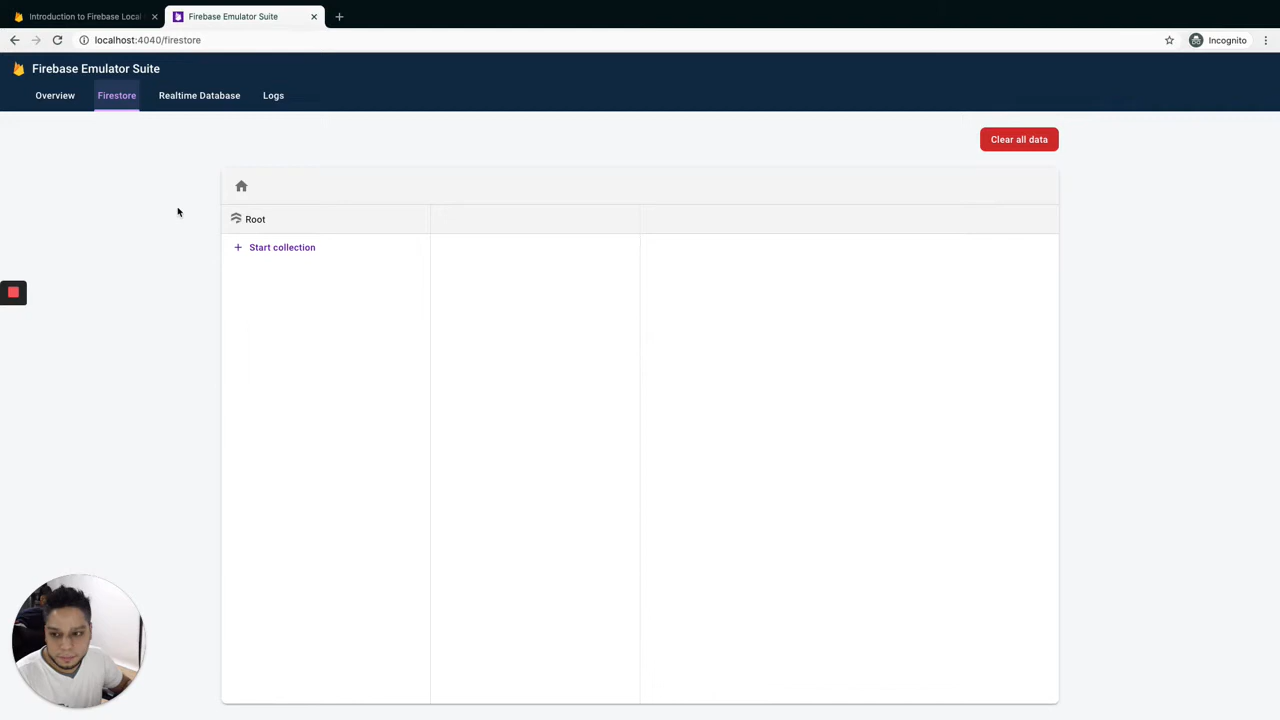 Introduction to Firebase Local
Firebase Emulator Suite
localhost:4040/firestore
Incognito
Firebase Emulator Suite
Overview
Firestore
Realtime Database
Logs
Clear all data
Root
+ Start collection